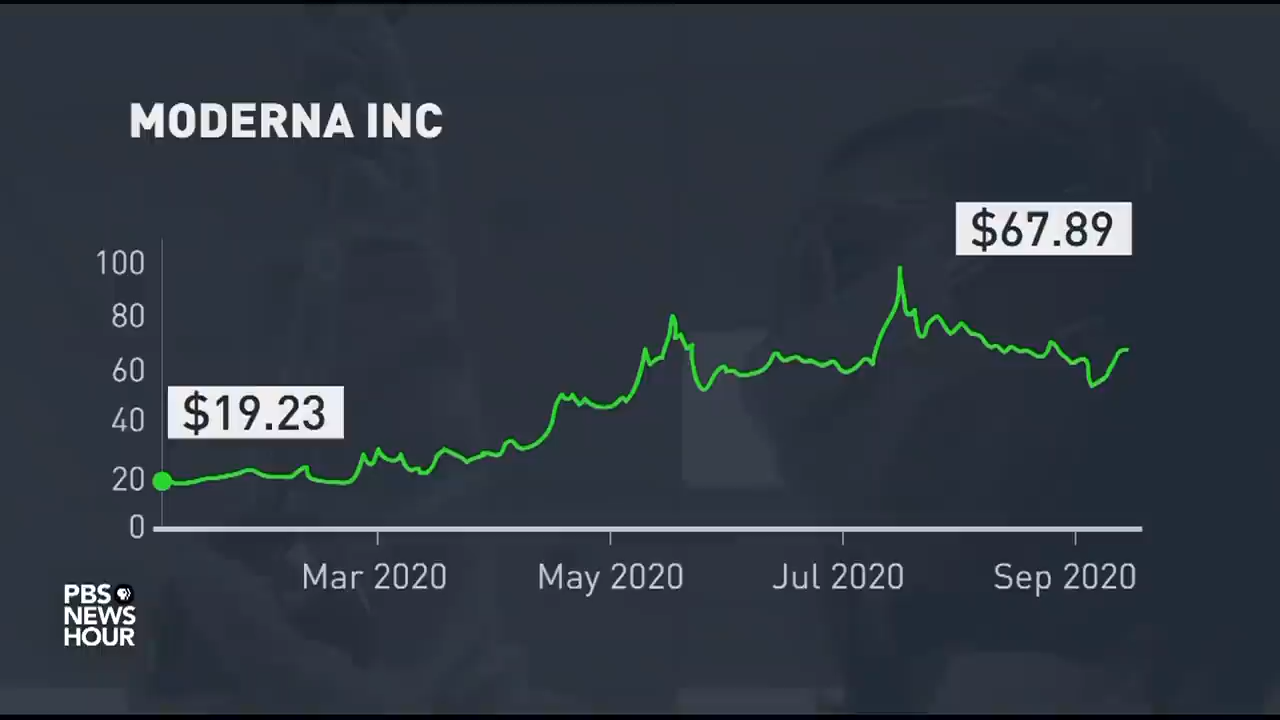 MODERNA INC
$67.89
100
80
60
$19.23
40
20
0
Mar 2020
May 2020
Jul 2020
Sep 2020
PBS
NEWS
HOUR